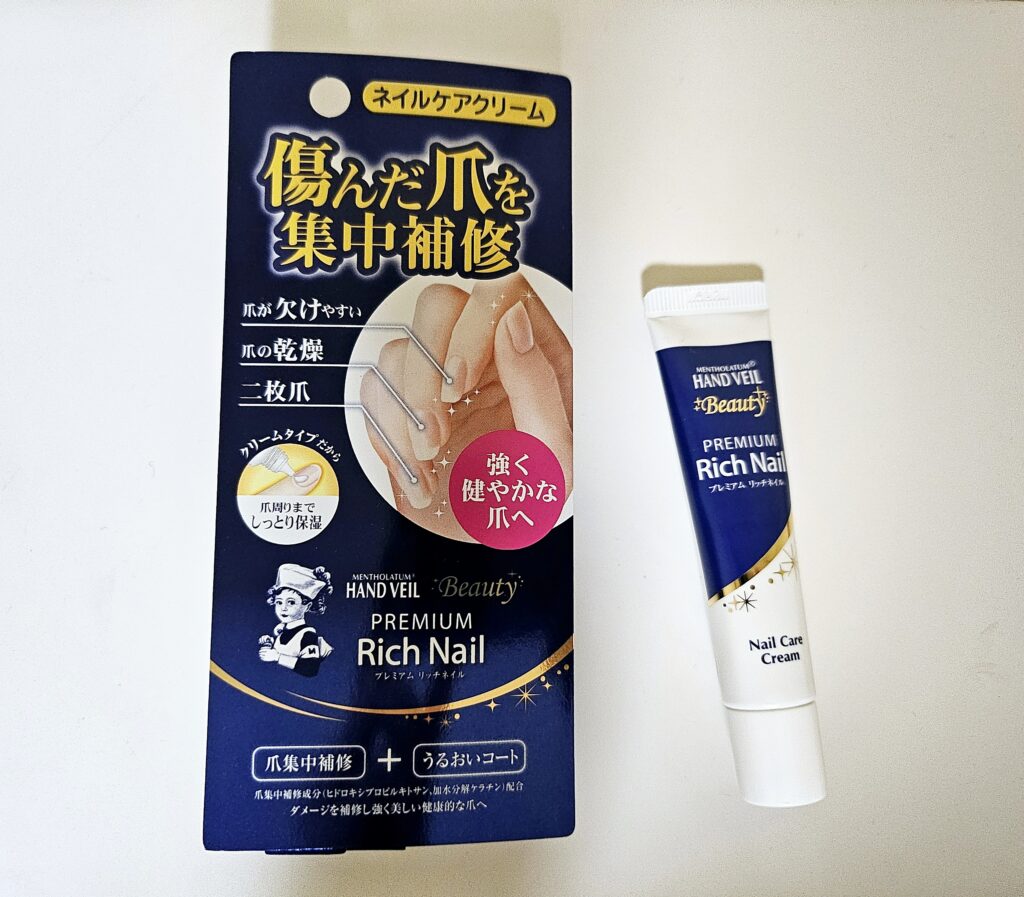 ネイルケアクリーム
傷んだ爪を
集中補修
爪が欠けやすい
爪の乾燥
二枚爪
クリームタイプだから
爪周りまで
しっとり保湿
強く
健やかな
爪へ
MENTHOLATUM®
HAND VEIL Beauty
PREMIUM
Rich Nail
プレミアム リッチネイル
爪集中補修 + うるおいコート
爪集中補修成分(ヒドロキシプロピルキトサン、加水分解ケラチン)配合
ダメージを補修し強く美しい健康的な爪へ
MENTHOLATUM®
HAND VEIL
Beauty
PREMIUM
Rich Nail
プレミアム リッチネイル
Nail Care
Cream